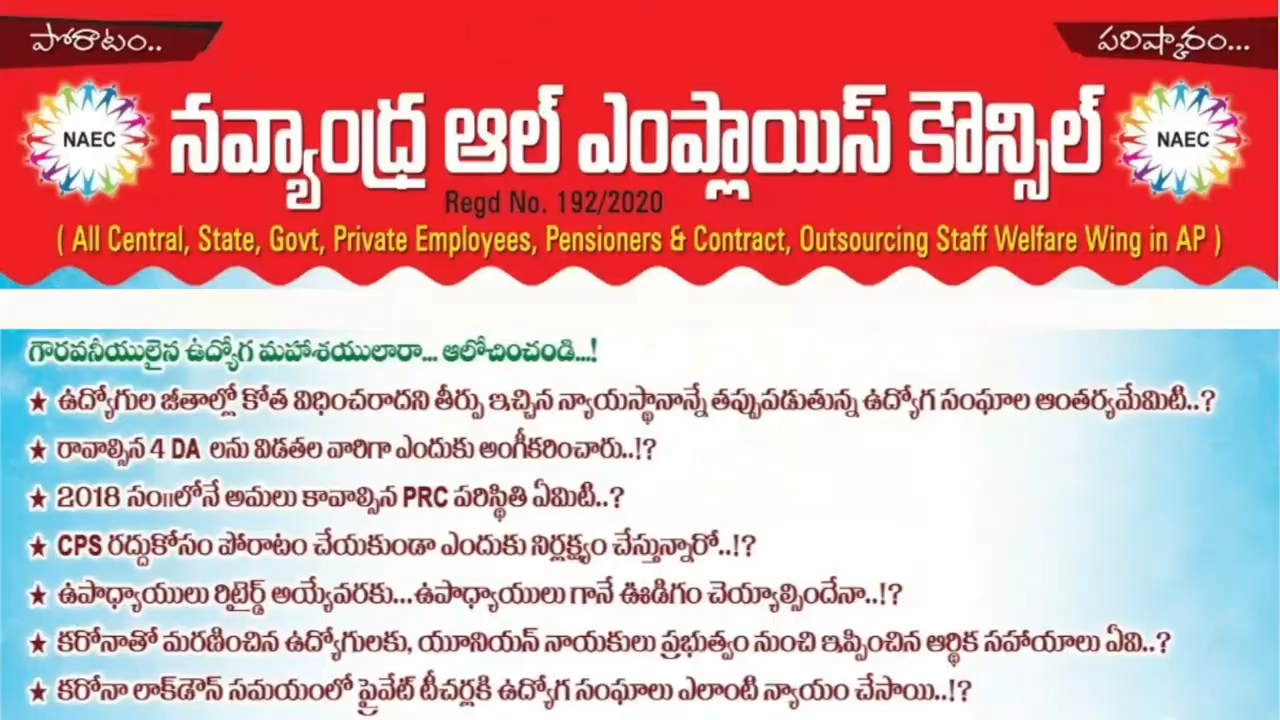 పోరాటం..
పరిష్కారం...
NAEC
నవ్యాంధ్ర ఆల్ ఎంప్లాయిస్ కౌన్సిల్
NAEC
Regd No. 192/2020
( All Central, State, Govt, Private Employees, Pensioners & Contract, Outsourcing Staff Welfare Wing in AP )
గౌరవనీయులైన ఉద్యోగ మహాశయులారా... ఆలోచించండి...!
★ ఉద్యోగుల జీతాల్లో కోత విధించరాదని తీర్పు ఇచ్చిన న్యాయస్థానాన్నే తప్పుపడుతున్న ఉద్యోగ సంఘాల ఆంతర్యమేమిటి..?
★ రావాల్సిన 4 DA లను విడతల వారిగా ఎందుకు అంగీకరించారు..!?
★ 2018 సం॥లోనే అమలు కావాల్సిన PRC పరిస్థితి ఏమిటి..?
★ CPS రద్దుకోసం పోరాటం చేయకుండా ఎందుకు నిర్లక్ష్యం చేస్తున్నారో..!?
★ ఉపాధ్యాయులు రిటైర్డ్ అయ్యేవరకు...ఉపాధ్యాయులు గానే ఊడిగం చెయ్యాల్సిందేనా..!?
★ కరోనాతో మరణించిన ఉద్యోగులకు, యూనియన్ నాయకులు ప్రభుత్వం నుంచి ఇప్పించిన ఆర్థిక సహాయాలు ఏవి..?
★ కరోనా లాక్‌డౌన్ సమయంలో ప్రైవేట్ టీచర్లకి ఉద్యోగ సంఘాలు ఎలాంటి న్యాయం చేసాయి..!?